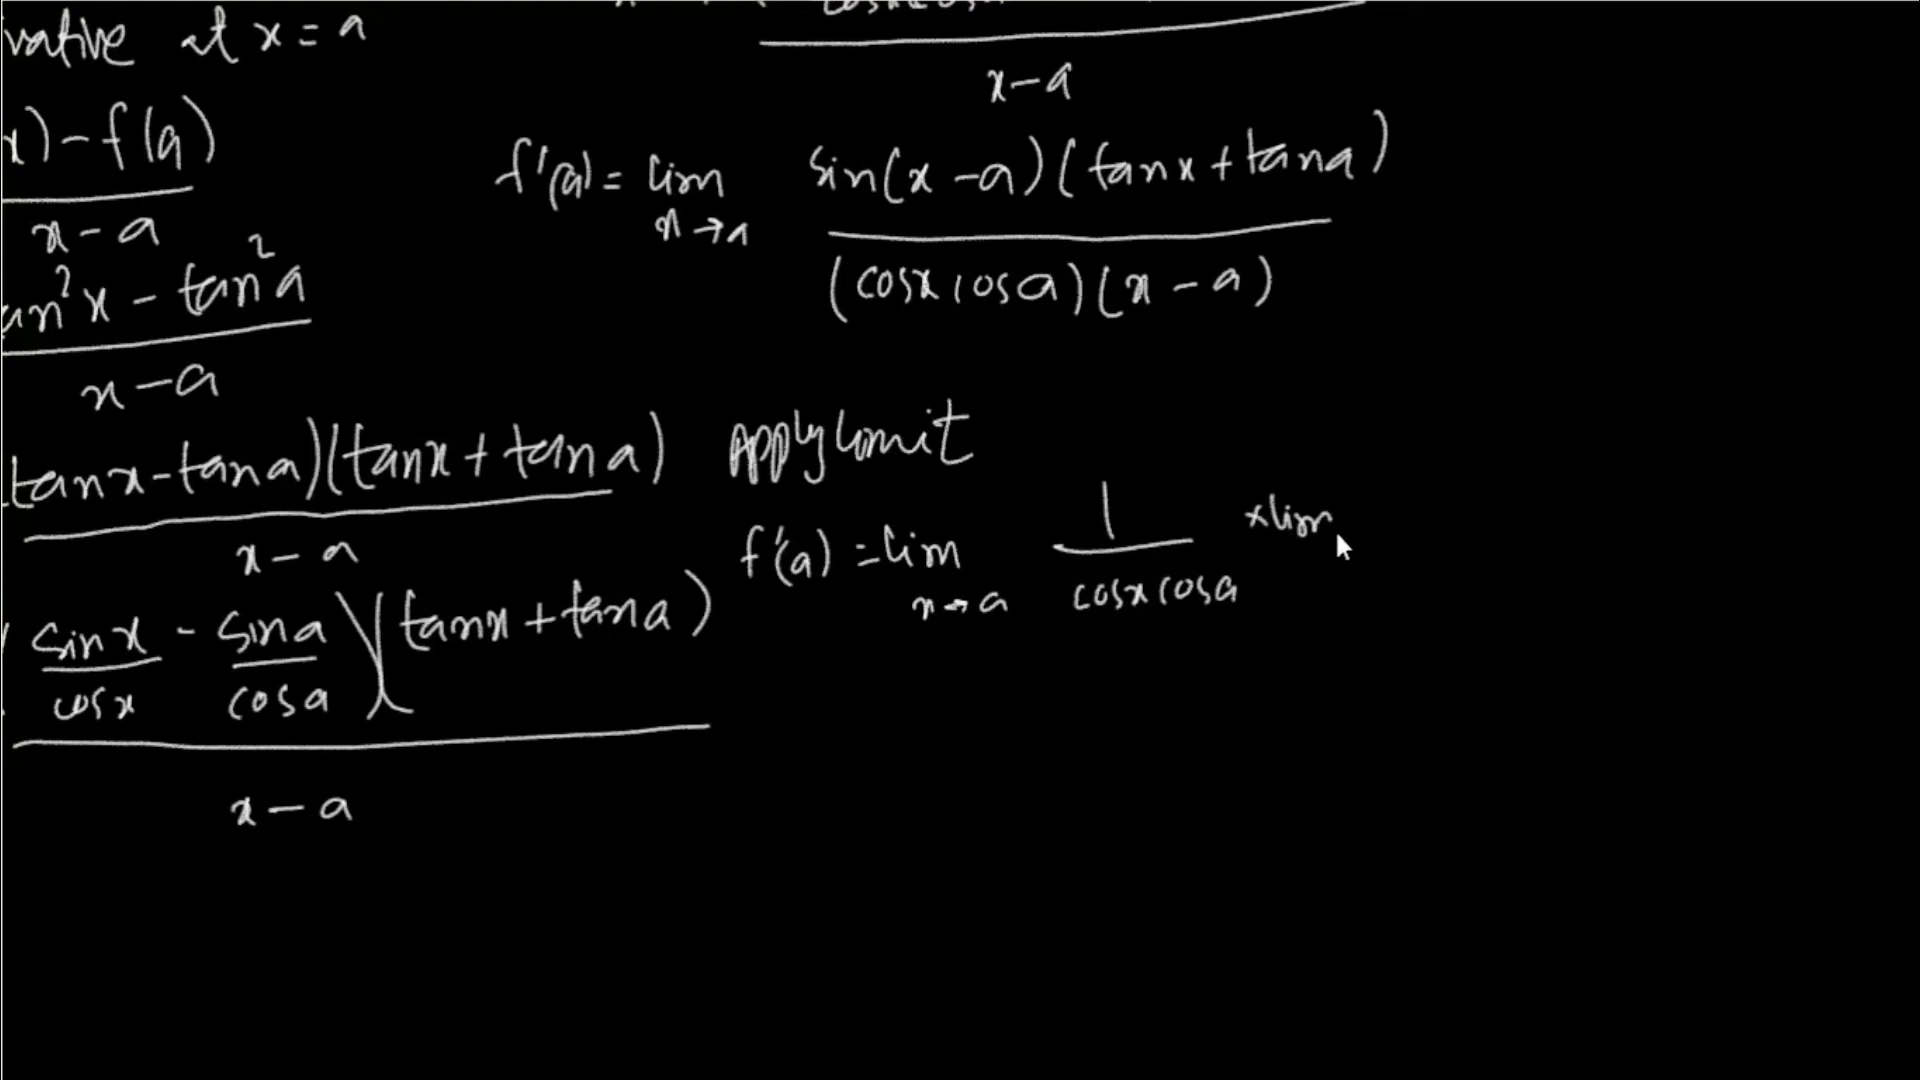 vative at x = a
x) - f(a)
x - a
an²x - tan²a
x - a
tanx - tana)(tanx + tana)
x - a
sinx - sina)(tanx + tana)
cosx cosa
x - a
cosxcosa
x - a
f'(a) = lim sin(x - a)(tanx + tana)
x → a (cosx cosa)(x - a)
Apply limit
f'(a) = lim 1 × lim
x → a cosx cosa